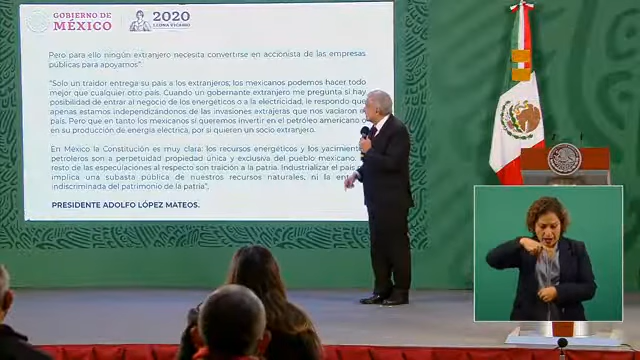 GOBIERNO DE
MÉXICO
2020
LEONA VICARIO
Pero para ello ningún extranjero necesita convertirse en accionista de las empresas
públicas para apoyarnos".
"Solo un traidor entrega su país a los extranjeros; los mexicanos podemos hacer todo
mejor que cualquier otro país. Cuando un gobernante extranjero me pregunta si hay
posibilidad de entrar al negocio de los energéticos o a la electricidad, le respondo que
apenas estamos independizándonos de las invasiones extranjeras que nos vaciaron el
país. Pero que en tanto los mexicanos sí queremos invertir en el petróleo americano o
en su producción de energía eléctrica, por si quieren un socio extranjero.
En México la Constitución es muy clara: los recursos energéticos y los yacimientos
petroleros son a perpetuidad propiedad única y exclusiva del pueblo mexicano.
resto de las especulaciones al respecto son traición a la patria. Industrializar el país
implica una subasta pública de nuestros recursos naturales, ni la
indiscriminada del patrimonio de la patria",
PRESIDENTE ADOLFO LÓPEZ MATEOS.